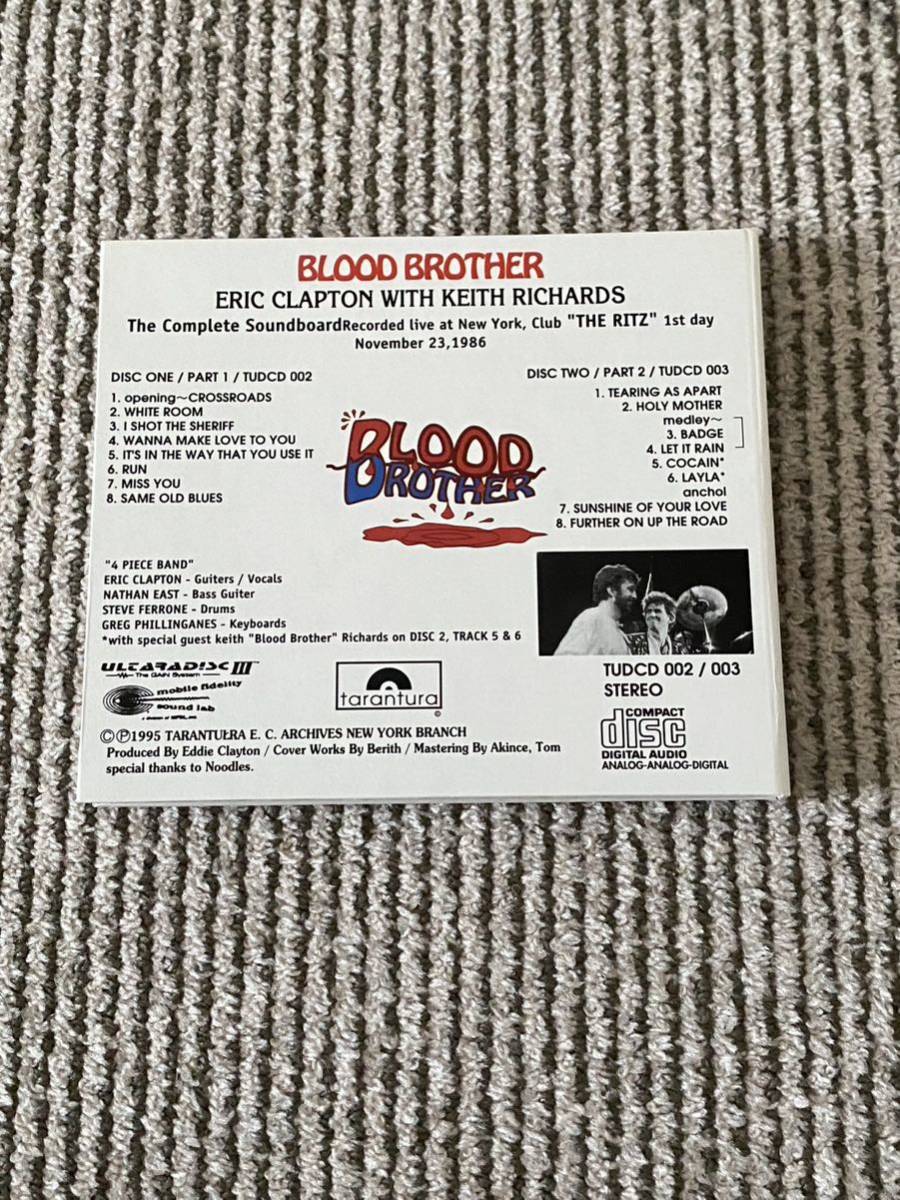 BLOOD BROTHER
ERIC CLAPTON WITH KEITH RICHARDS
The Complete SoundboardRecorded live at New York, Club "THE RITZ" 1st day
November 23,1986
DISC ONE / PART 1 / TUDCD 002
1. opening~CROSSROADS
2. WHITE ROOM
3. I SHOT THE SHERIFF
4. WANNA MAKE LOVE TO YOU
5. IT'S IN THE WAY THAT YOU USE IT
6. RUN
7. MISS YOU
8. SAME OLD BLUES
BLOOD
BROTHER
DISC TWO / PART 2 / TUDCD 003
1. TEARING AS APART
2. HOLY MOTHER
medley~
3. BADGE
4. LET IT RAIN
5. COCAIN*
6. LAYLA*
anchol
7. SUNSHINE OF YOUR LOVE
8. FURTHER ON UP THE ROAD
"4 PIECE BAND"
ERIC CLAPTON - Guiters / Vocals
NATHAN EAST - Bass Guiter
STEVE FERRONE - Drums
GREG PHILLINGANES - Keyboards
*with special guest keith "Blood Brother" Richards on DISC 2, TRACK 5 & 6
ULTARADISC III™
The GAIN System
mobile fidelity
sound lab
tarantura
©
TUDCD 002 / 003
STEREO
COMPACT
disc
DIGITAL AUDIO
ANALOG-ANALOG-DIGITAL
©Ⓟ1995 TARANTULRA E. C. ARCHIVES NEW YORK BRANCH
Produced By Eddie Clayton / Cover Works By Berith / Mastering By Akince, Tom
special thanks to Noodles.